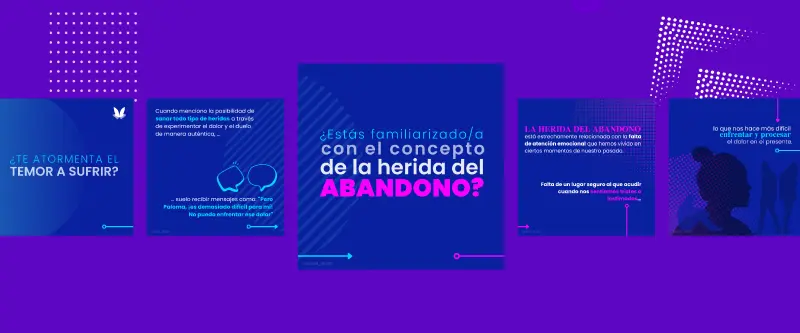 ¿TE ATORMENTA EL
TEMOR A SUFRIR?
Cuando menciono la posibilidad de
sanar todo tipo de heridas a través
de experimentar el dolor y el duelo
de manera auténtica, ...
... suelo recibir mensajes como: "Pero
Paloma, ¡es demasiado difícil para mí!
No puedo enfrentar ese dolor"
¿Estás familiarizado/a
con el concepto
de la herida del
ABANDONO?
LA HERIDA DEL ABANDONO
está estrechamente relacionada con la falta
de atención emocional que hemos vivido en
ciertos momentos de nuestro pasado.
Falta de un lugar seguro al que acudir
cuando nos sentíamos tristes o
lo que nos hace más difícil
enfrentar y procesar
el dolor en el presente.